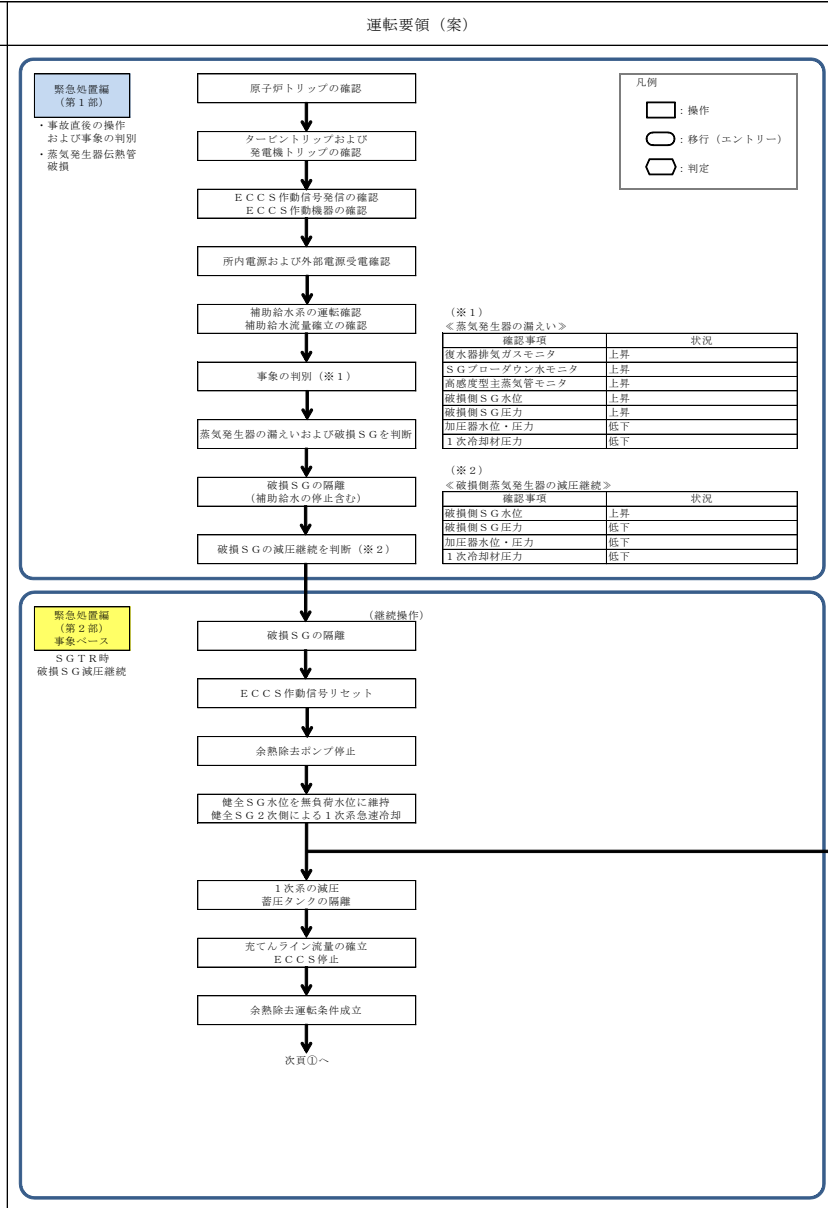 運転要領（案）
緊急処置編
（第１部）
・事故直後の操作
および事象の判別
・蒸気発生器伝熱管
破損
原子炉トリップの確認
タービントリップおよび
発電機トリップの確認
ＥＣＣＳ作動信号発信の確認
ＥＣＣＳ作動機器の確認
所内電源および外部電源受電確認
補助給水系の運転確認
補助給水流量確立の確認
事象の判別（※１）
蒸気発生器の漏えいおよび破損ＳＧを判断
破損ＳＧの隔離
（補助給水の停止含む）
破損ＳＧの減圧継続を判断（※２）
凡例
：操作
：移行（エントリー）
：判定
（※１）
≪蒸気発生器の漏えい≫
確認事項 状況
復水器排気ガスモニタ 上昇
ＳＧブローダウン水モニタ 上昇
高感度型主蒸気管モニタ 上昇
破損側ＳＧ水位 上昇
破損側ＳＧ圧力 上昇
加圧器水位・圧力 低下
１次冷却材圧力 低下
（※２）
≪破損側蒸気発生器の減圧継続≫
確認事項 状況
破損側ＳＧ水位 上昇
破損側ＳＧ圧力 低下
加圧器水位・圧力 低下
１次冷却材圧力 低下
緊急処置編
（第２部）
事象ベース
ＳＧＴＲ時
破損ＳＧ減圧継続
（継続操作）
破損ＳＧの隔離
ＥＣＣＳ作動信号リセット
余熱除去ポンプ停止
健全ＳＧ水位を無負荷水位に維持
健全ＳＧ２次側による１次系急速冷却
１次系の減圧
蓄圧タンクの隔離
充てんライン流量の確立
ＥＣＣＳ停止
余熱除去運転条件成立
次頁①へ